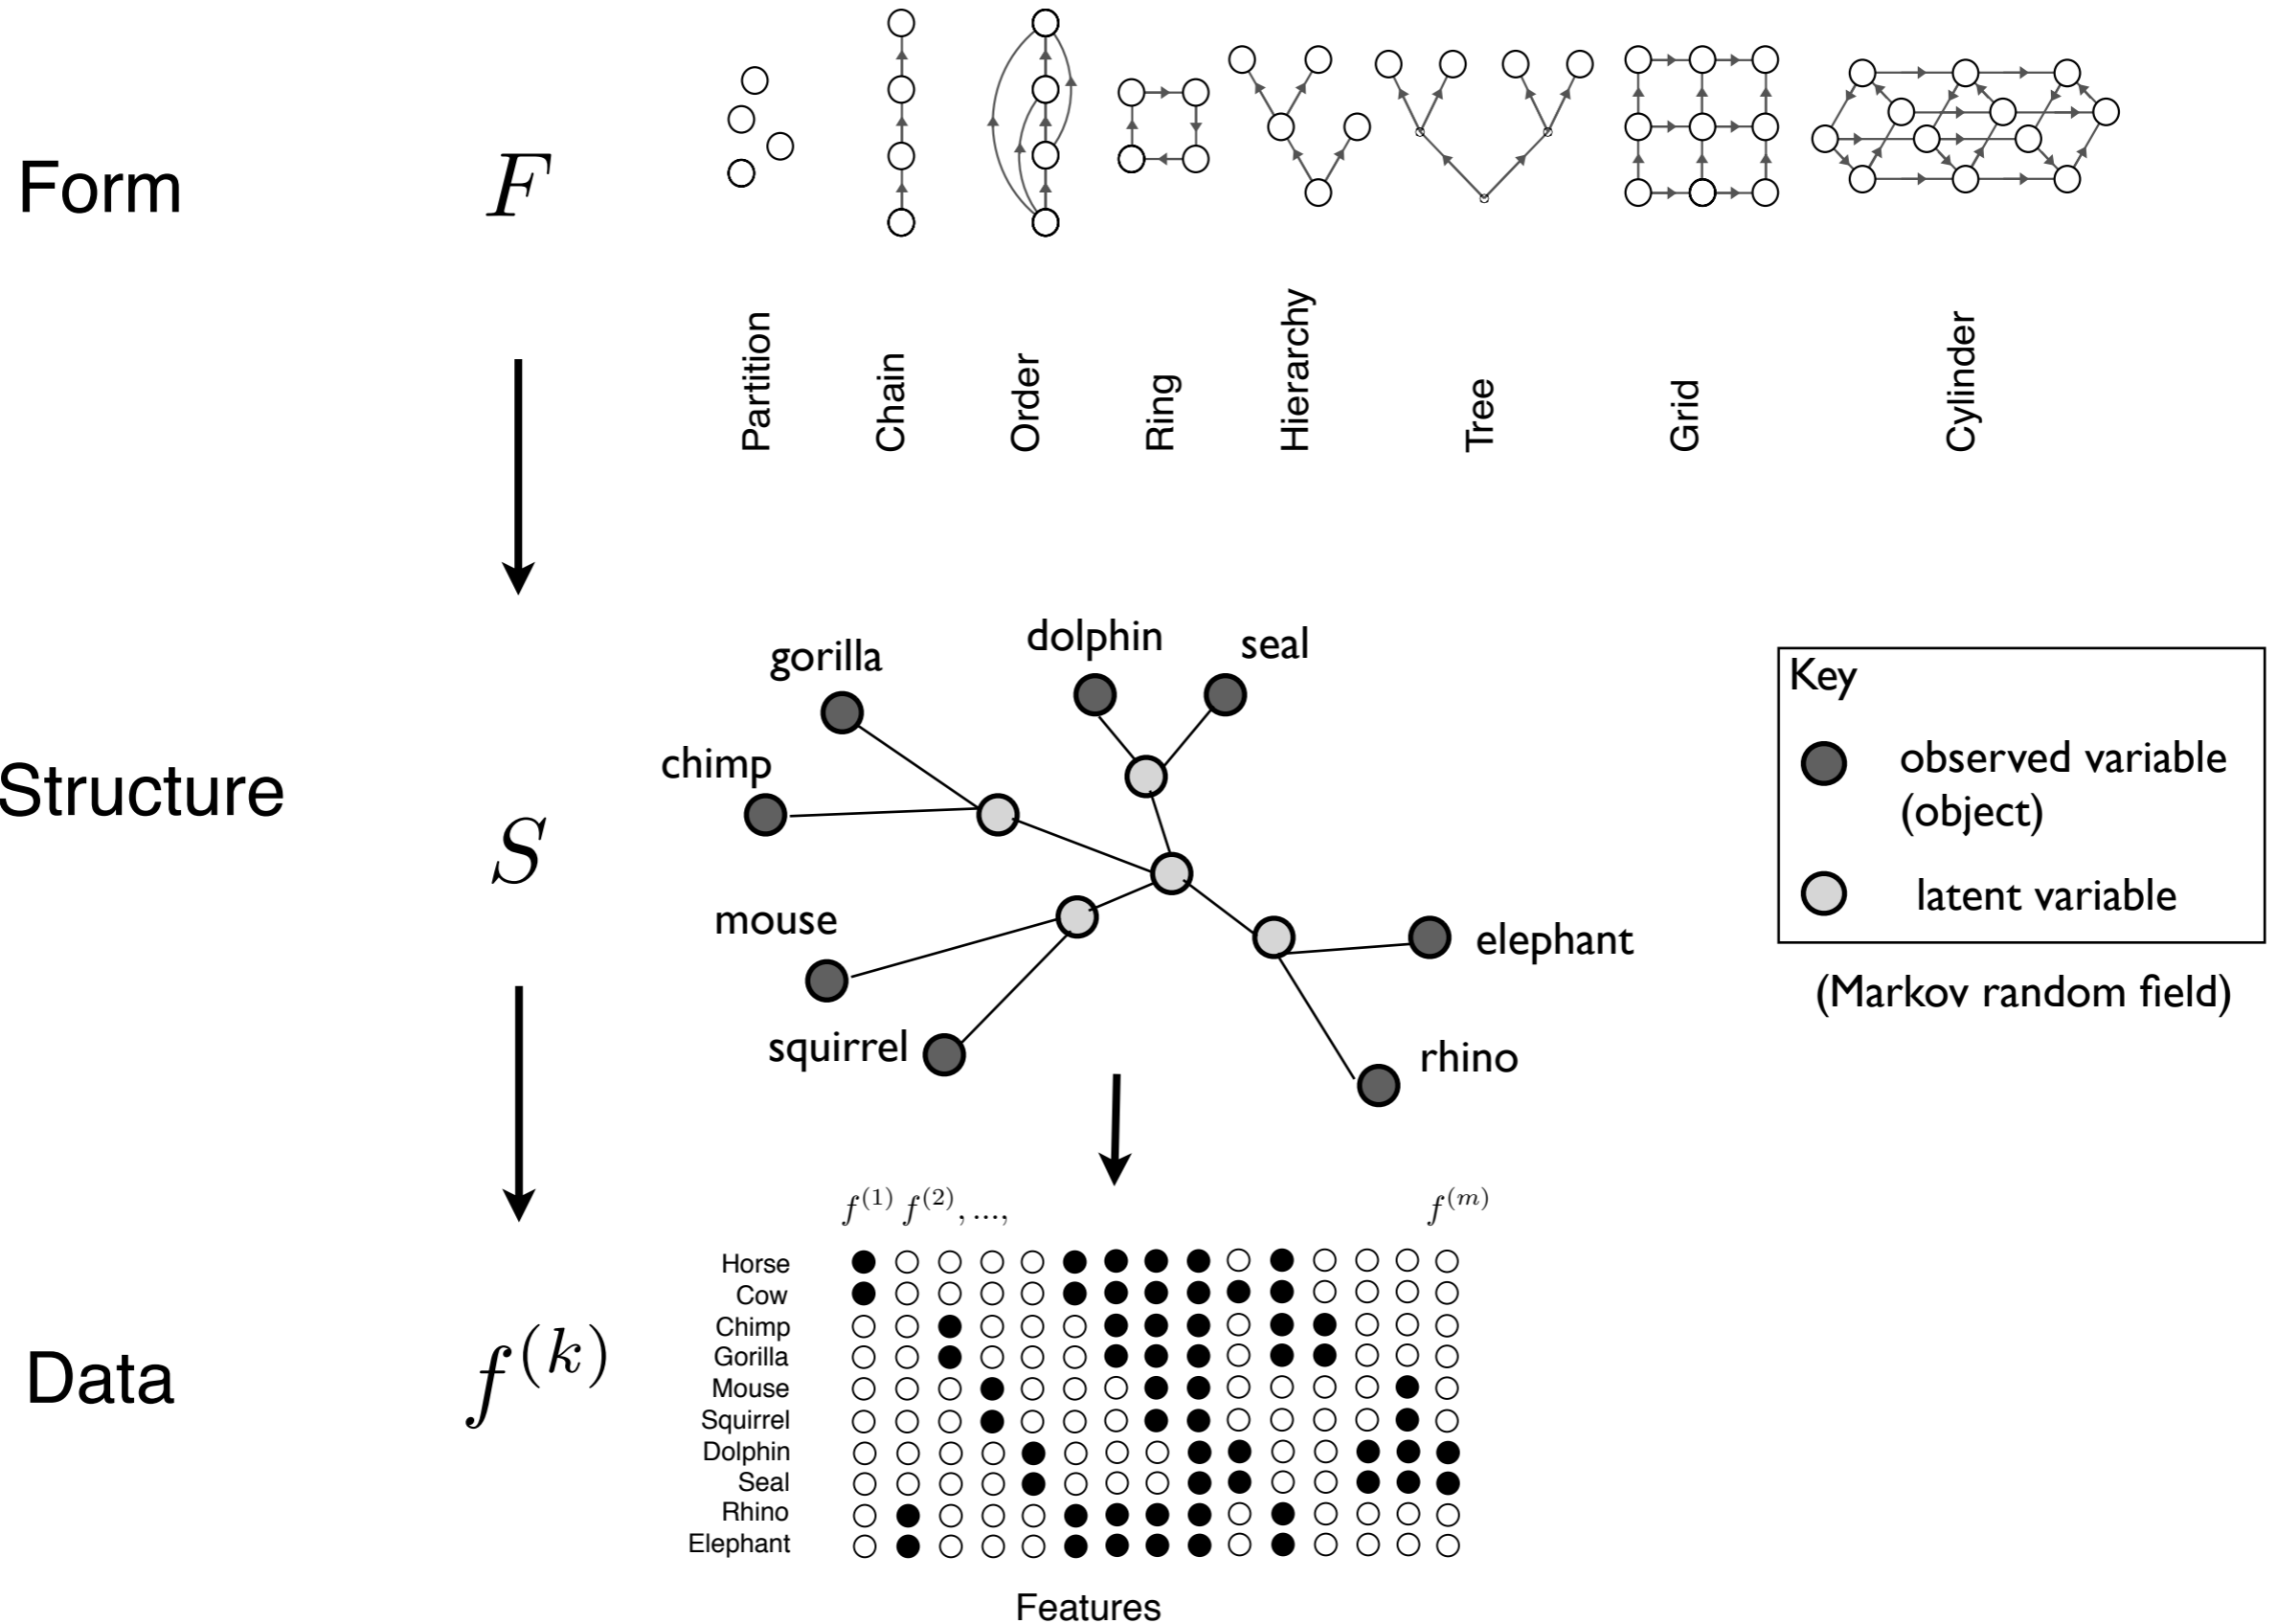 Form
F
Partition
Chain
Order
Ring
Hierarchy
Tree
Grid
Cylinder
Structure
S
gorilla
dolphin
seal
chimp
mouse
squirrel
elephant
rhino
Key
observed variable
(object)
latent variable
(Markov random field)
Data
f^{(k)}
f^{(1)} f^{(2)}, ..., f^{(m)}
Horse
Cow
Chimp
Gorilla
Mouse
Squirrel
Dolphin
Seal
Rhino
Elephant
Features